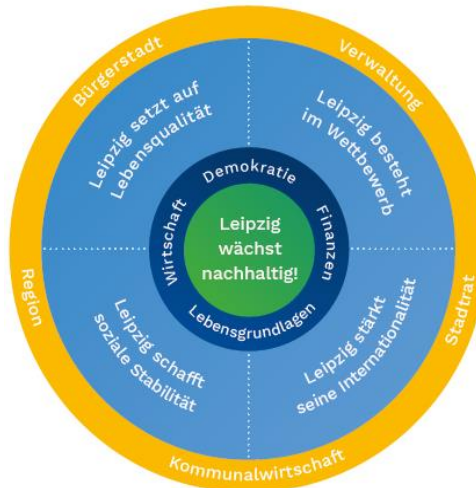 Bürgerstadt
Verwaltung
Leipzig setzt auf
Lebensqualität
Leipzig besteht
im Wettbewerb
Demokratie
Wirtschaft
Finanzen
Leipzig
wächst
nachhaltig!
Lebensgrundlagen
Region
Stadtrat
Leipzig schafft
soziale Stabilität
Leipzig stärkt
seine Internationalität
Kommunalwirtschaft